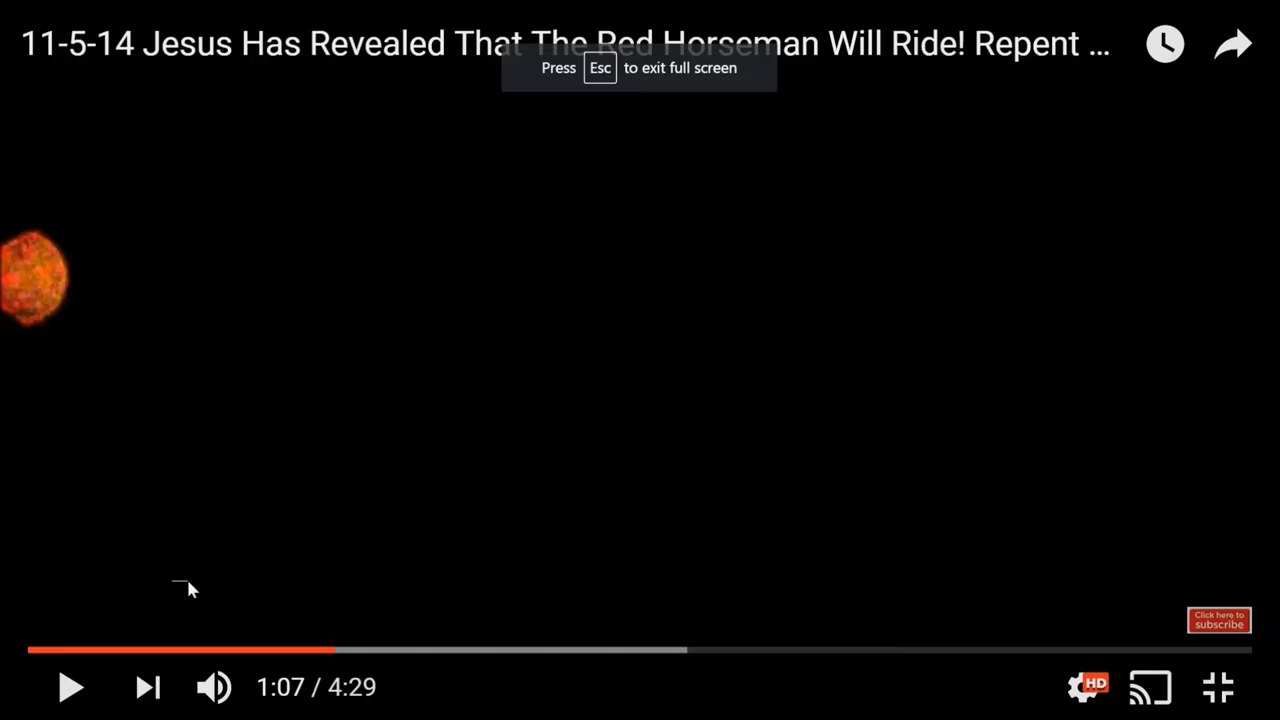 11-5-14 Jesus Has Revealed That The Red Horseman Will Ride! Repent ...
Press Esc to exit full screen
Click here to
subscribe
1:07 / 4:29
HD